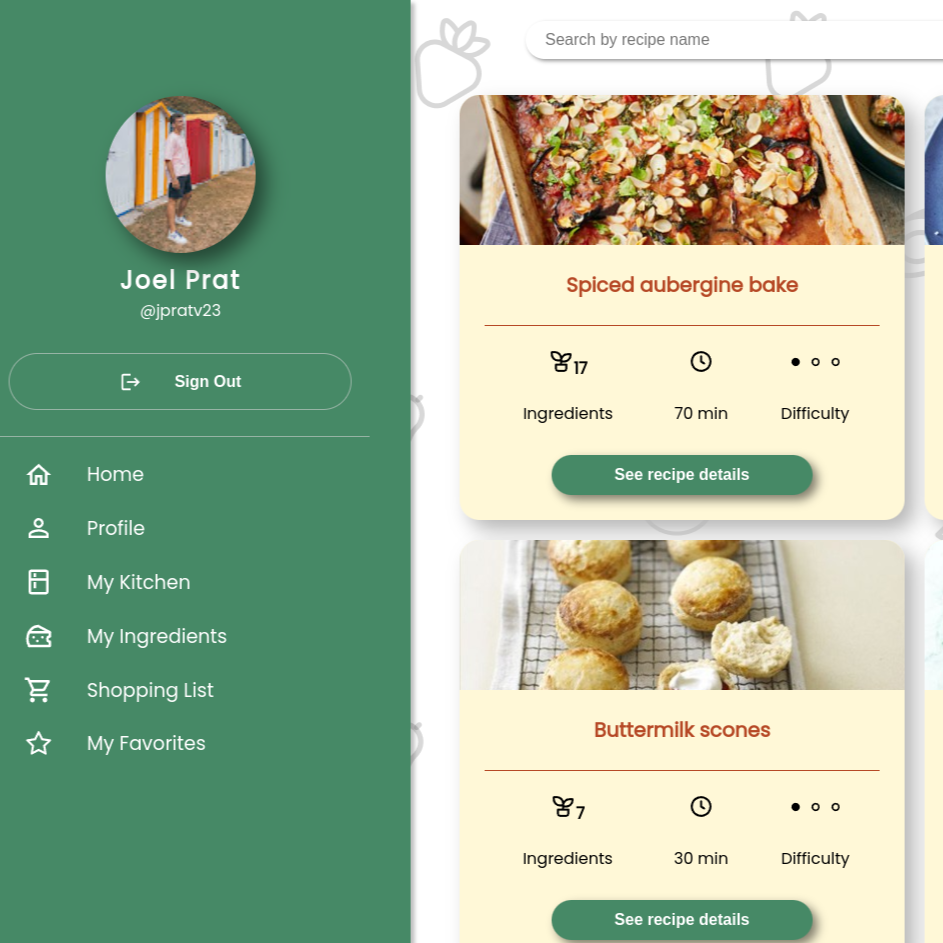 Joel Prat
@jpratv23
Sign Out
Home
Profile
My Kitchen
My Ingredients
Shopping List
My Favorites
Search by recipe name
Spiced aubergine bake
17
Ingredients 70 min Difficulty
See recipe details
Buttermilk scones
7
Ingredients 30 min Difficulty
See recipe details